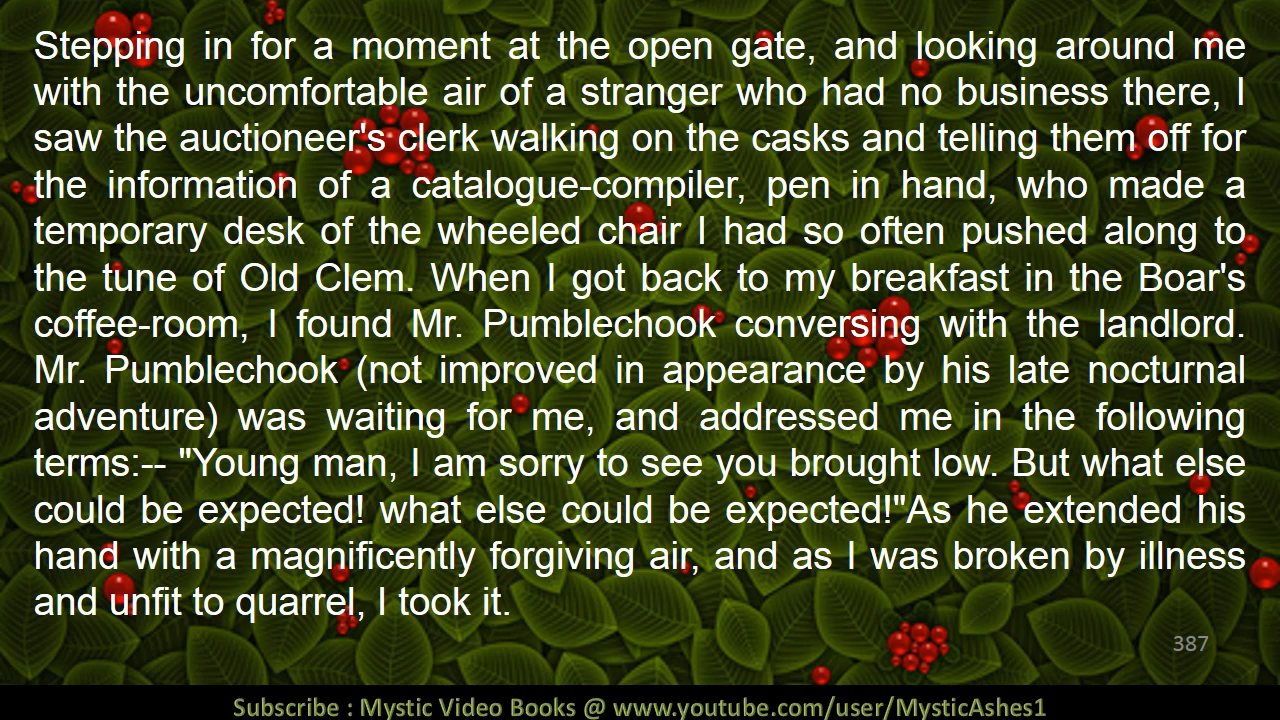 Stepping in for a moment at the open gate, and looking around me
with the uncomfortable air of a stranger who had no business there, I
saw the auctioneer's clerk walking on the casks and telling them off for
the information of a catalogue-compiler, pen in hand, who made a
temporary desk of the wheeled chair I had so often pushed along to
the tune of Old Clem. When I got back to my breakfast in the Boar's
coffee-room, I found Mr. Pumblechook conversing with the landlord.
Mr. Pumblechook (not improved in appearance by his late nocturnal
adventure) was waiting for me, and addressed me in the following
terms:-- "Young man, I am sorry to see you brought low. But what else
could be expected! what else could be expected!"As he extended his
hand with a magnificently forgiving air, and as I was broken by illness
and unfit to quarrel, I took it.
387
Subscribe : Mystic Video Books @ www.youtube.com/user/MysticAshes1